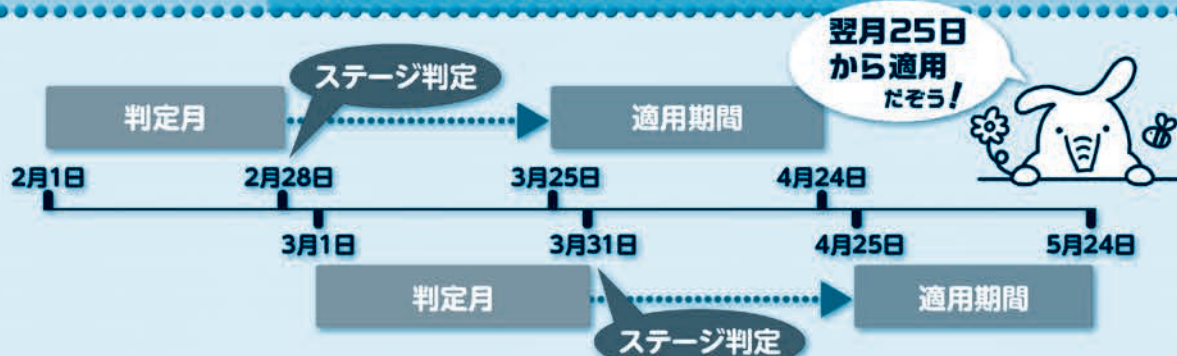 翌月25日
から適用
だぞう!
ステージ判定
判定月
適用期間
2月1日
2月28日
3月25日
4月24日
3月1日
3月31日
4月25日
5月24日
判定月
適用期間
ステージ判定